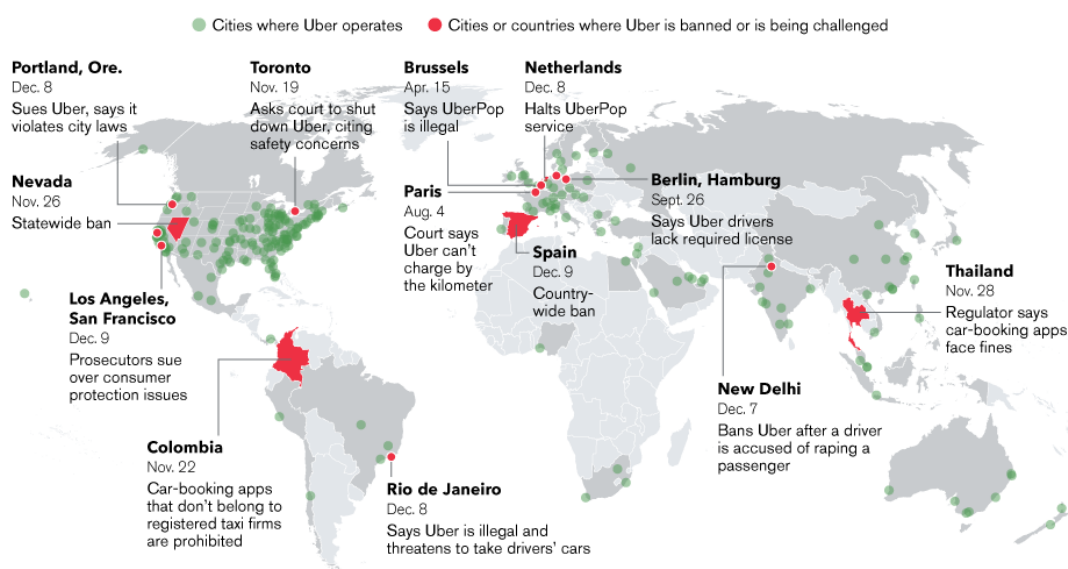 Cities where Uber operates
Cities or countries where Uber is banned or is being challenged
Portland, Ore.
Dec. 8
Sues Uber, says it
violates city laws
Toronto
Nov. 19
Asks court to shut
down Uber, citing
safety concerns
Brussels
Apr. 15
Says UberPop
is illegal
Netherlands
Dec. 8
Halts UberPop
service
Nevada
Nov. 26
Statewide ban
Paris
Aug. 4
Court says
Uber can’t
charge by
the kilometer
Berlin, Hamburg
Sept. 26
Says Uber drivers
lack required license
Spain
Dec. 9
Country-
wide ban
Thailand
Nov. 28
Regulator says
car-booking apps
face fines
Los Angeles,
San Francisco
Dec. 9
Prosecutors sue
over consumer
protection issues
New Delhi
Dec. 7
Bans Uber after a driver
is accused of raping a
passenger
Colombia
Nov. 22
Car-booking apps
that don’t belong to
registered taxi firms
are prohibited
Rio de Janeiro
Dec. 8
Says Uber is illegal and
threatens to take drivers’ cars